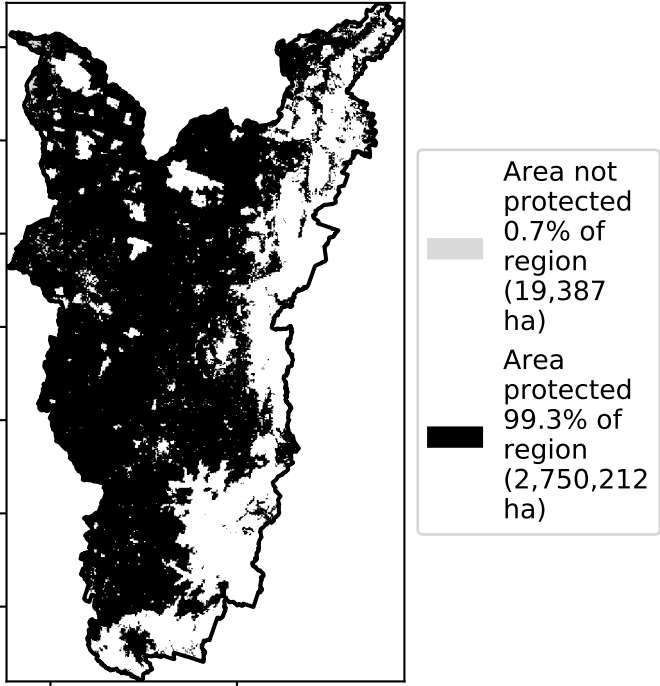 Area not
protected
0.7% of
region
(19,387
ha)
Area
protected
99.3% of
region
(2,750,212
ha)